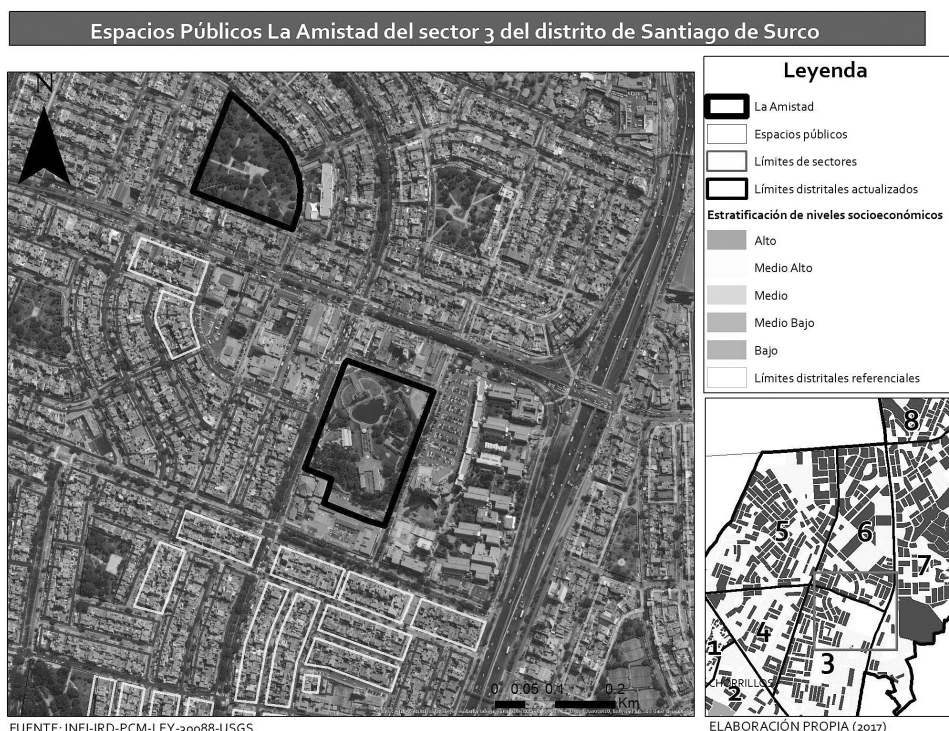 Espacios Públicos La Amistad del sector 3 del distrito de Santiago de Surco
N
0 0.05 0.1 0.2
Km
FUENTE: INEI-IRD-PCM-LEY-29088-USGS
Leyenda
La Amistad
Espacios públicos
Límites de sectores
Límites distritales actualizados
Estratificación de niveles socioeconómicos
Alto
Medio Alto
Medio
Medio Bajo
Bajo
Límites distritales referenciales
8
5
6
7
4
1
3
CHORRILLOS
2
ELABORACIÓN PROPIA (2017)